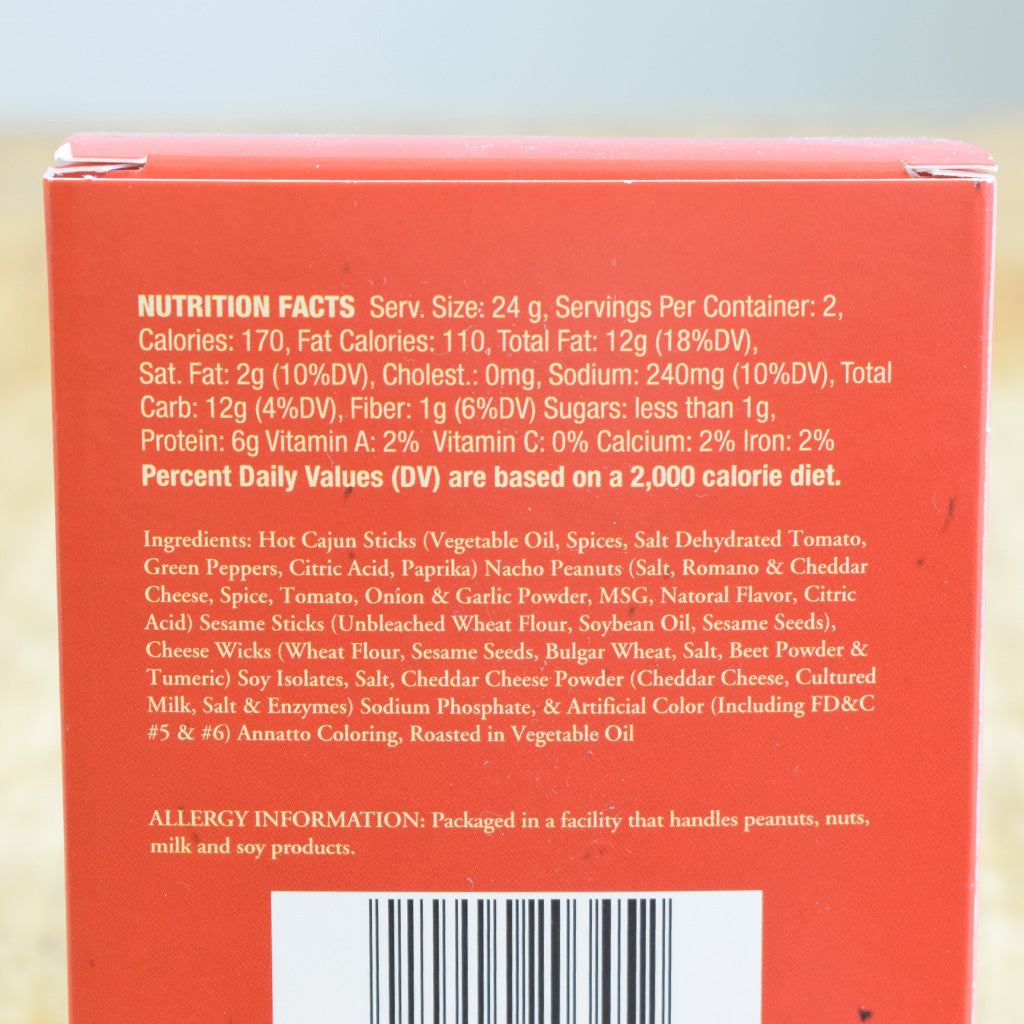 NUTRITION FACTS Serv. Size: 24 g, Servings Per Container: 2,
Calories: 170, Fat Calories: 110, Total Fat: 12g (18%DV),
Sat. Fat: 2g (10%DV), Cholest.: 0mg, Sodium: 240mg (10%DV), Total
Carb: 12g (4%DV), Fiber: 1g (6%DV) Sugars: less than 1g,
Protein: 6g Vitamin A: 2% Vitamin C: 0% Calcium: 2% Iron: 2%
Percent Daily Values (DV) are based on a 2,000 calorie diet.
Ingredients: Hot Cajun Sticks (Vegetable Oil, Spices, Salt Dehydrated Tomato,
Green Peppers, Citric Acid, Paprika) Nacho Peanuts (Salt, Romano & Cheddar
Cheese, Spice, Tomato, Onion & Garlic Powder, MSG, Natoral Flavor, Citric
Acid) Sesame Sticks (Unbleached Wheat Flour, Soybean Oil, Sesame Seeds),
Cheese Wicks (Wheat Flour, Sesame Seeds, Bulgar Wheat, Salt, Beet Powder &
Tumeric) Soy Isolates, Salt, Cheddar Cheese Powder (Cheddar Cheese, Cultured
Milk, Salt & Enzymes) Sodium Phosphate, & Artificial Color (Including FD&C
#5 & #6) Annatto Coloring, Roasted in Vegetable Oil
ALLERGY INFORMATION: Packaged in a facility that handles peanuts, nuts,
milk and soy products.